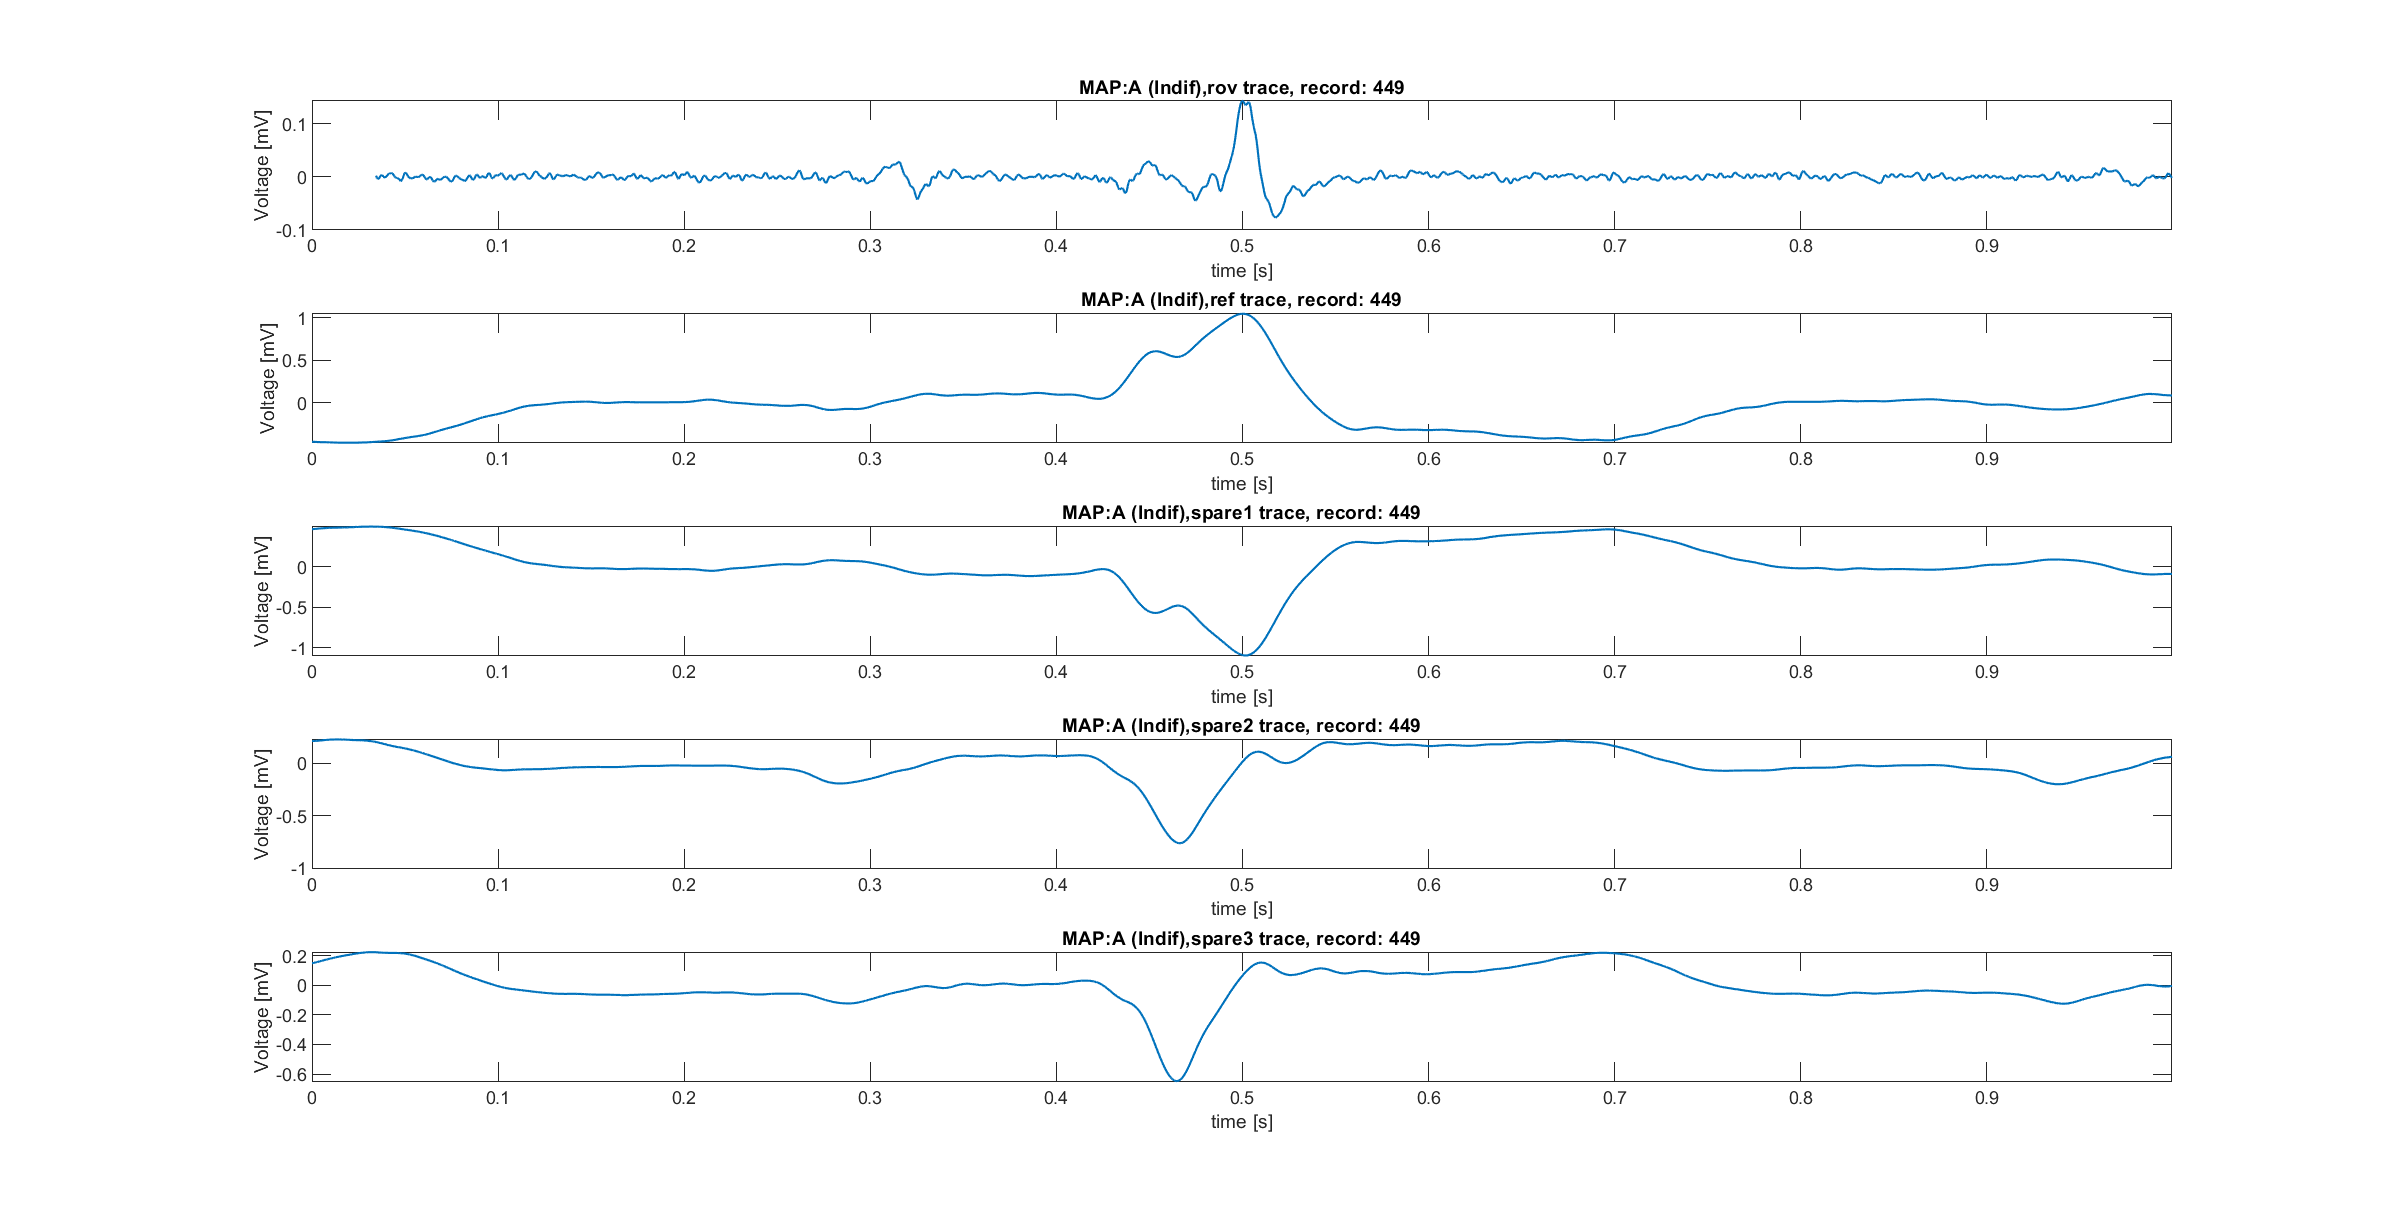 MAP:A (Indif),rov trace, record: 449
Voltage [mV]
0.1
0
-0.1
0 0.1 0.2 0.3 0.4 0.5 0.6 0.7 0.8 0.9
time [s]
MAP:A (Indif),ref trace, record: 449
Voltage [mV]
1
0.5
0
0 0.1 0.2 0.3 0.4 0.5 0.6 0.7 0.8 0.9
time [s]
MAP:A (Indif),spare1 trace, record: 449
Voltage [mV]
0
-0.5
-1
0 0.1 0.2 0.3 0.4 0.5 0.6 0.7 0.8 0.9
time [s]
MAP:A (Indif),spare2 trace, record: 449
Voltage [mV]
0
-0.5
-1
0 0.1 0.2 0.3 0.4 0.5 0.6 0.7 0.8 0.9
time [s]
MAP:A (Indif),spare3 trace, record: 449
Voltage [mV]
0.2
0
-0.2
-0.4
-0.6
0 0.1 0.2 0.3 0.4 0.5 0.6 0.7 0.8 0.9
time [s]